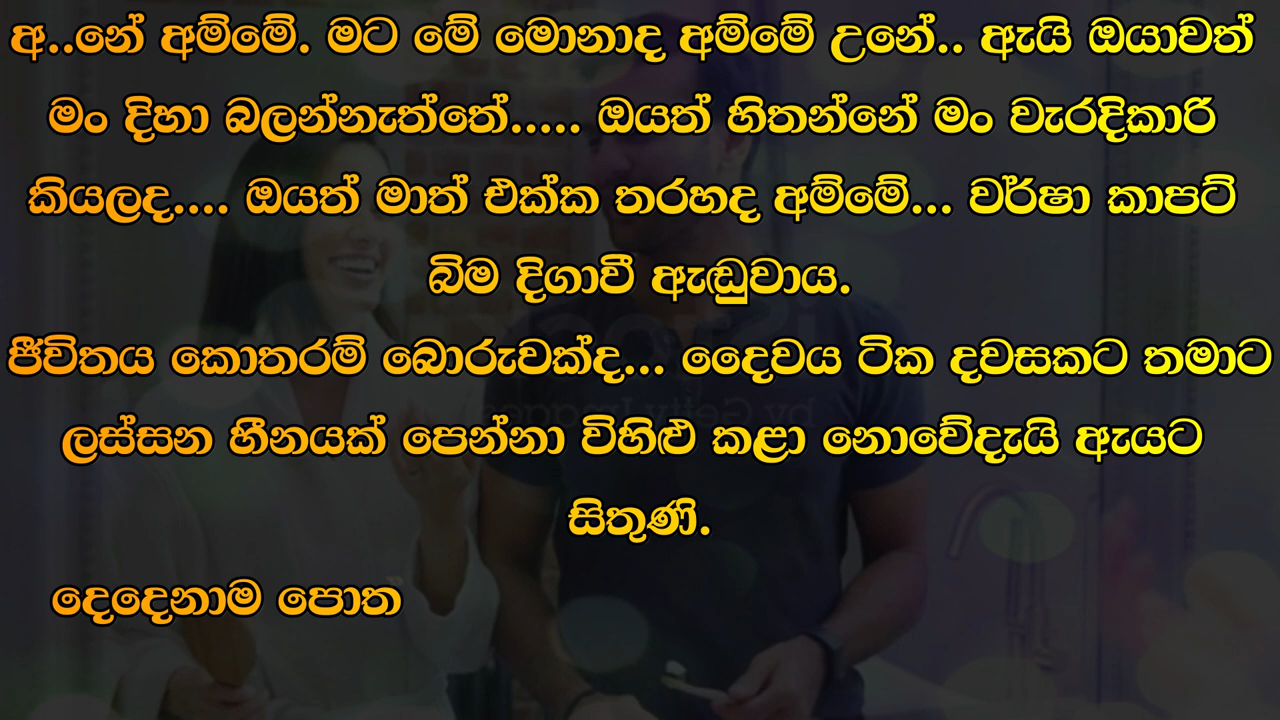 අ..නේ අම්මේ. මට මේ මොනාද අම්මේ උනේ.. ඇයි ඔයාවත්
මං දිහා බලන්නැත්තේ..... ඔයත් හිතන්නේ මං වැරදිකාරි
කියලද.... ඔයත් මාත් එක්ක තරහද අම්මේ... වර්ෂා කාපට්
බිම දිගාවී ඇඬුවාය.
ජීවිතය කොතරම් බොරුවක්ද... දෛවය ටික දවසකට තමාට
ලස්සන හීනයක් පෙන්නා විහිළු කළා නොවේදැයි ඇයට
සිතුණි.
දෙදෙනාම පොත